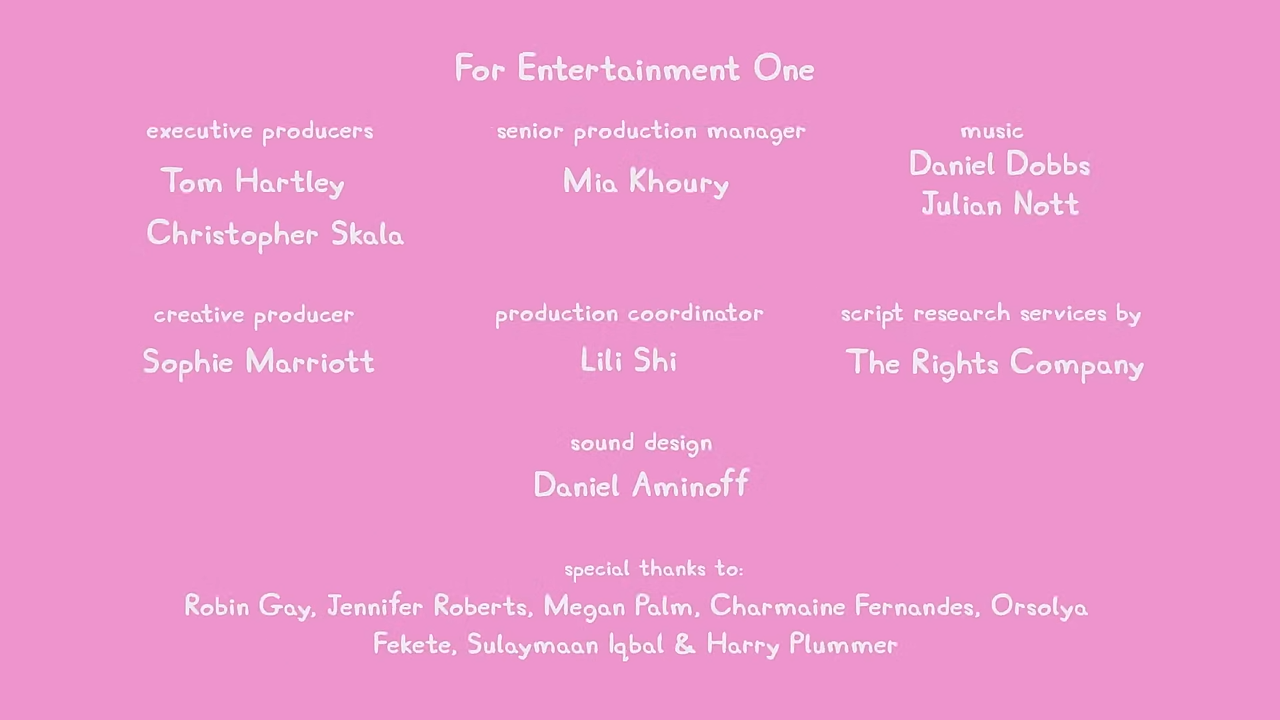 For Entertainment One
executive producers
Tom Hartley
Christopher Skala
senior production manager
Mia Khoury
music
Daniel Dobbs
Julian Nott
creative producer
Sophie Marriott
production coordinator
Lili Shi
script research services by
The Rights Company
sound design
Daniel Aminoff
special thanks to:
Robin Gay, Jennifer Roberts, Megan Palm, Charmaine Fernandes, Orsolya
Fekete, Sulaymaan Iqbal & Harry Plummer